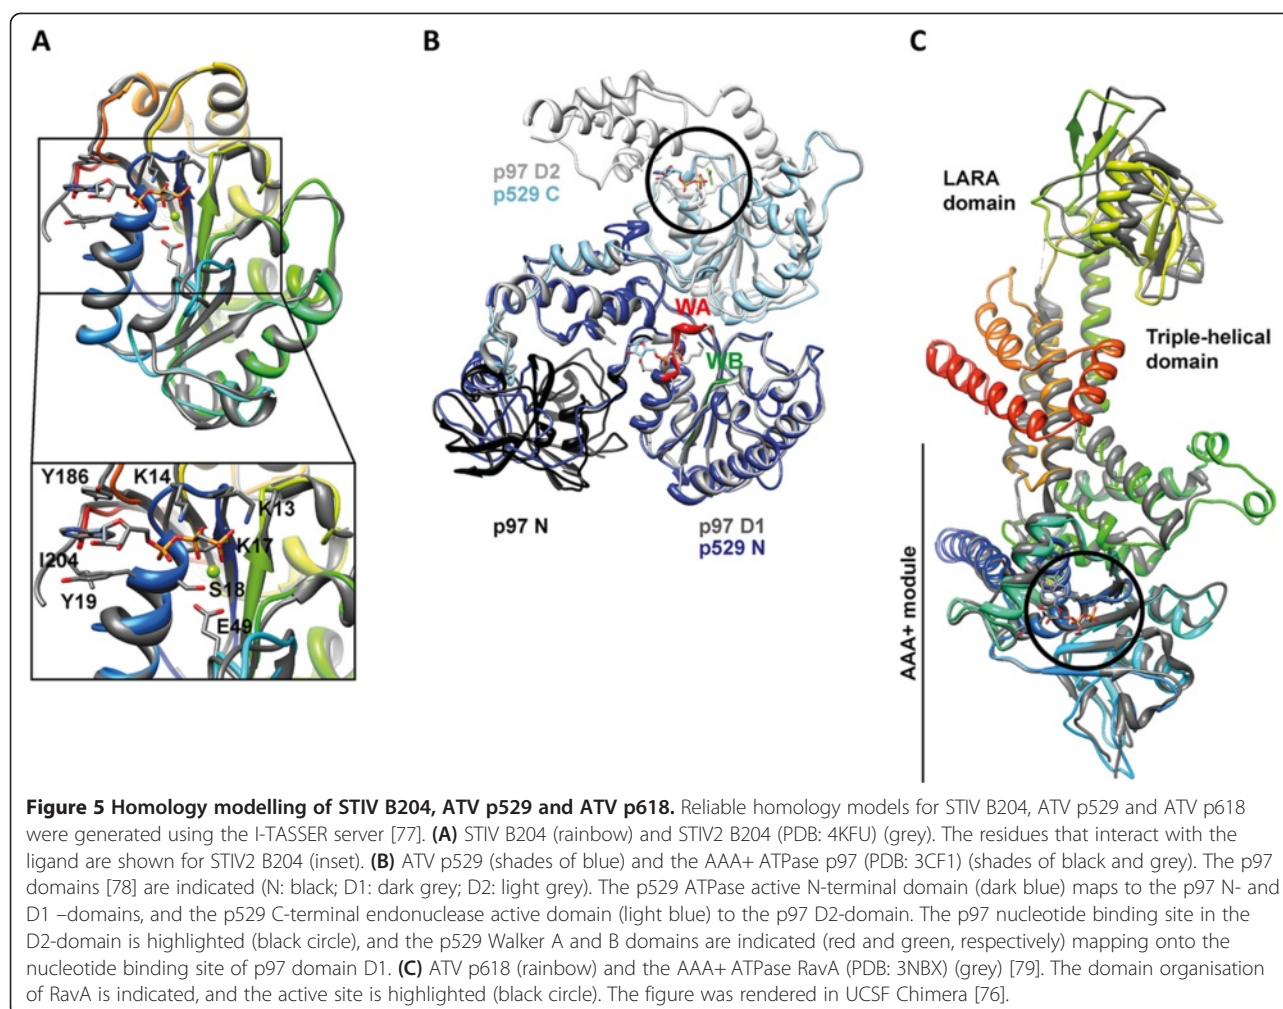 A
B
C
p97 D2
p529 C
LARA
domain
WA
WB
Triple-helical
domain
Y186
K14
K13
K17
I204
S18
Y19
E49
p97 N
p97 D1
p529 N
AAA+ module
Figure 5 Homology modelling of STIV B204, ATV p529 and ATV p618. Reliable homology models for STIV B204, ATV p529 and ATV p618
were generated using the I-TASSER server [77]. (A) STIV B204 (rainbow) and STIV2 B204 (PDB: 4KFU) (grey). The residues that interact with the
ligand are shown for STIV2 B204 (inset). (B) ATV p529 (shades of blue) and the AAA+ ATPase p97 (PDB: 3CF1) (shades of black and grey). The p97
domains [78] are indicated (N: black; D1: dark grey; D2: light grey). The p529 ATPase active N-terminal domain (dark blue) maps to the p97 N- and
D1 –domains, and the p529 C-terminal endonuclease active domain (light blue) to the p97 D2-domain. The p97 nucleotide binding site in the
D2-domain is highlighted (black circle), and the p529 Walker A and B domains are indicated (red and green, respectively) mapping onto the
nucleotide binding site of p97 domain D1. (C) ATV p618 (rainbow) and the AAA+ ATPase RavA (PDB: 3NBX) (grey) [79]. The domain organisation
of RavA is indicated, and the active site is highlighted (black circle). The figure was rendered in UCSF Chimera [76].